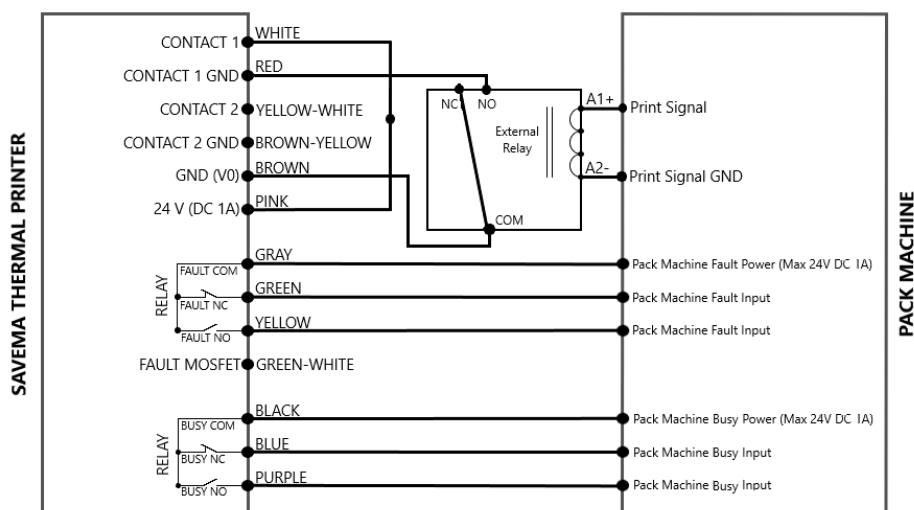 SAVEMA THERMAL PRINTER
CONTACT 1 WHITE
CONTACT 1 GND RED
CONTACT 2 YELLOW-WHITE
CONTACT 2 GND BROWN-YELLOW
GND (V0) BROWN
24 V (DC 1A) PINK
NC NO
External
Relay
COM
A1+ Print Signal
A2- Print Signal GND
RELAY
FAULT COM GRAY Pack Machine Fault Power (Max 24V DC 1A)
FAULT NC GREEN Pack Machine Fault Input
FAULT NO YELLOW Pack Machine Fault Input
FAULT MOSFET GREEN-WHITE
RELAY
BUSY COM BLACK Pack Machine Busy Power (Max 24V DC 1A)
BUSY NC BLUE Pack Machine Busy Input
BUSY NO PURPLE Pack Machine Busy Input
PACK MACHINE